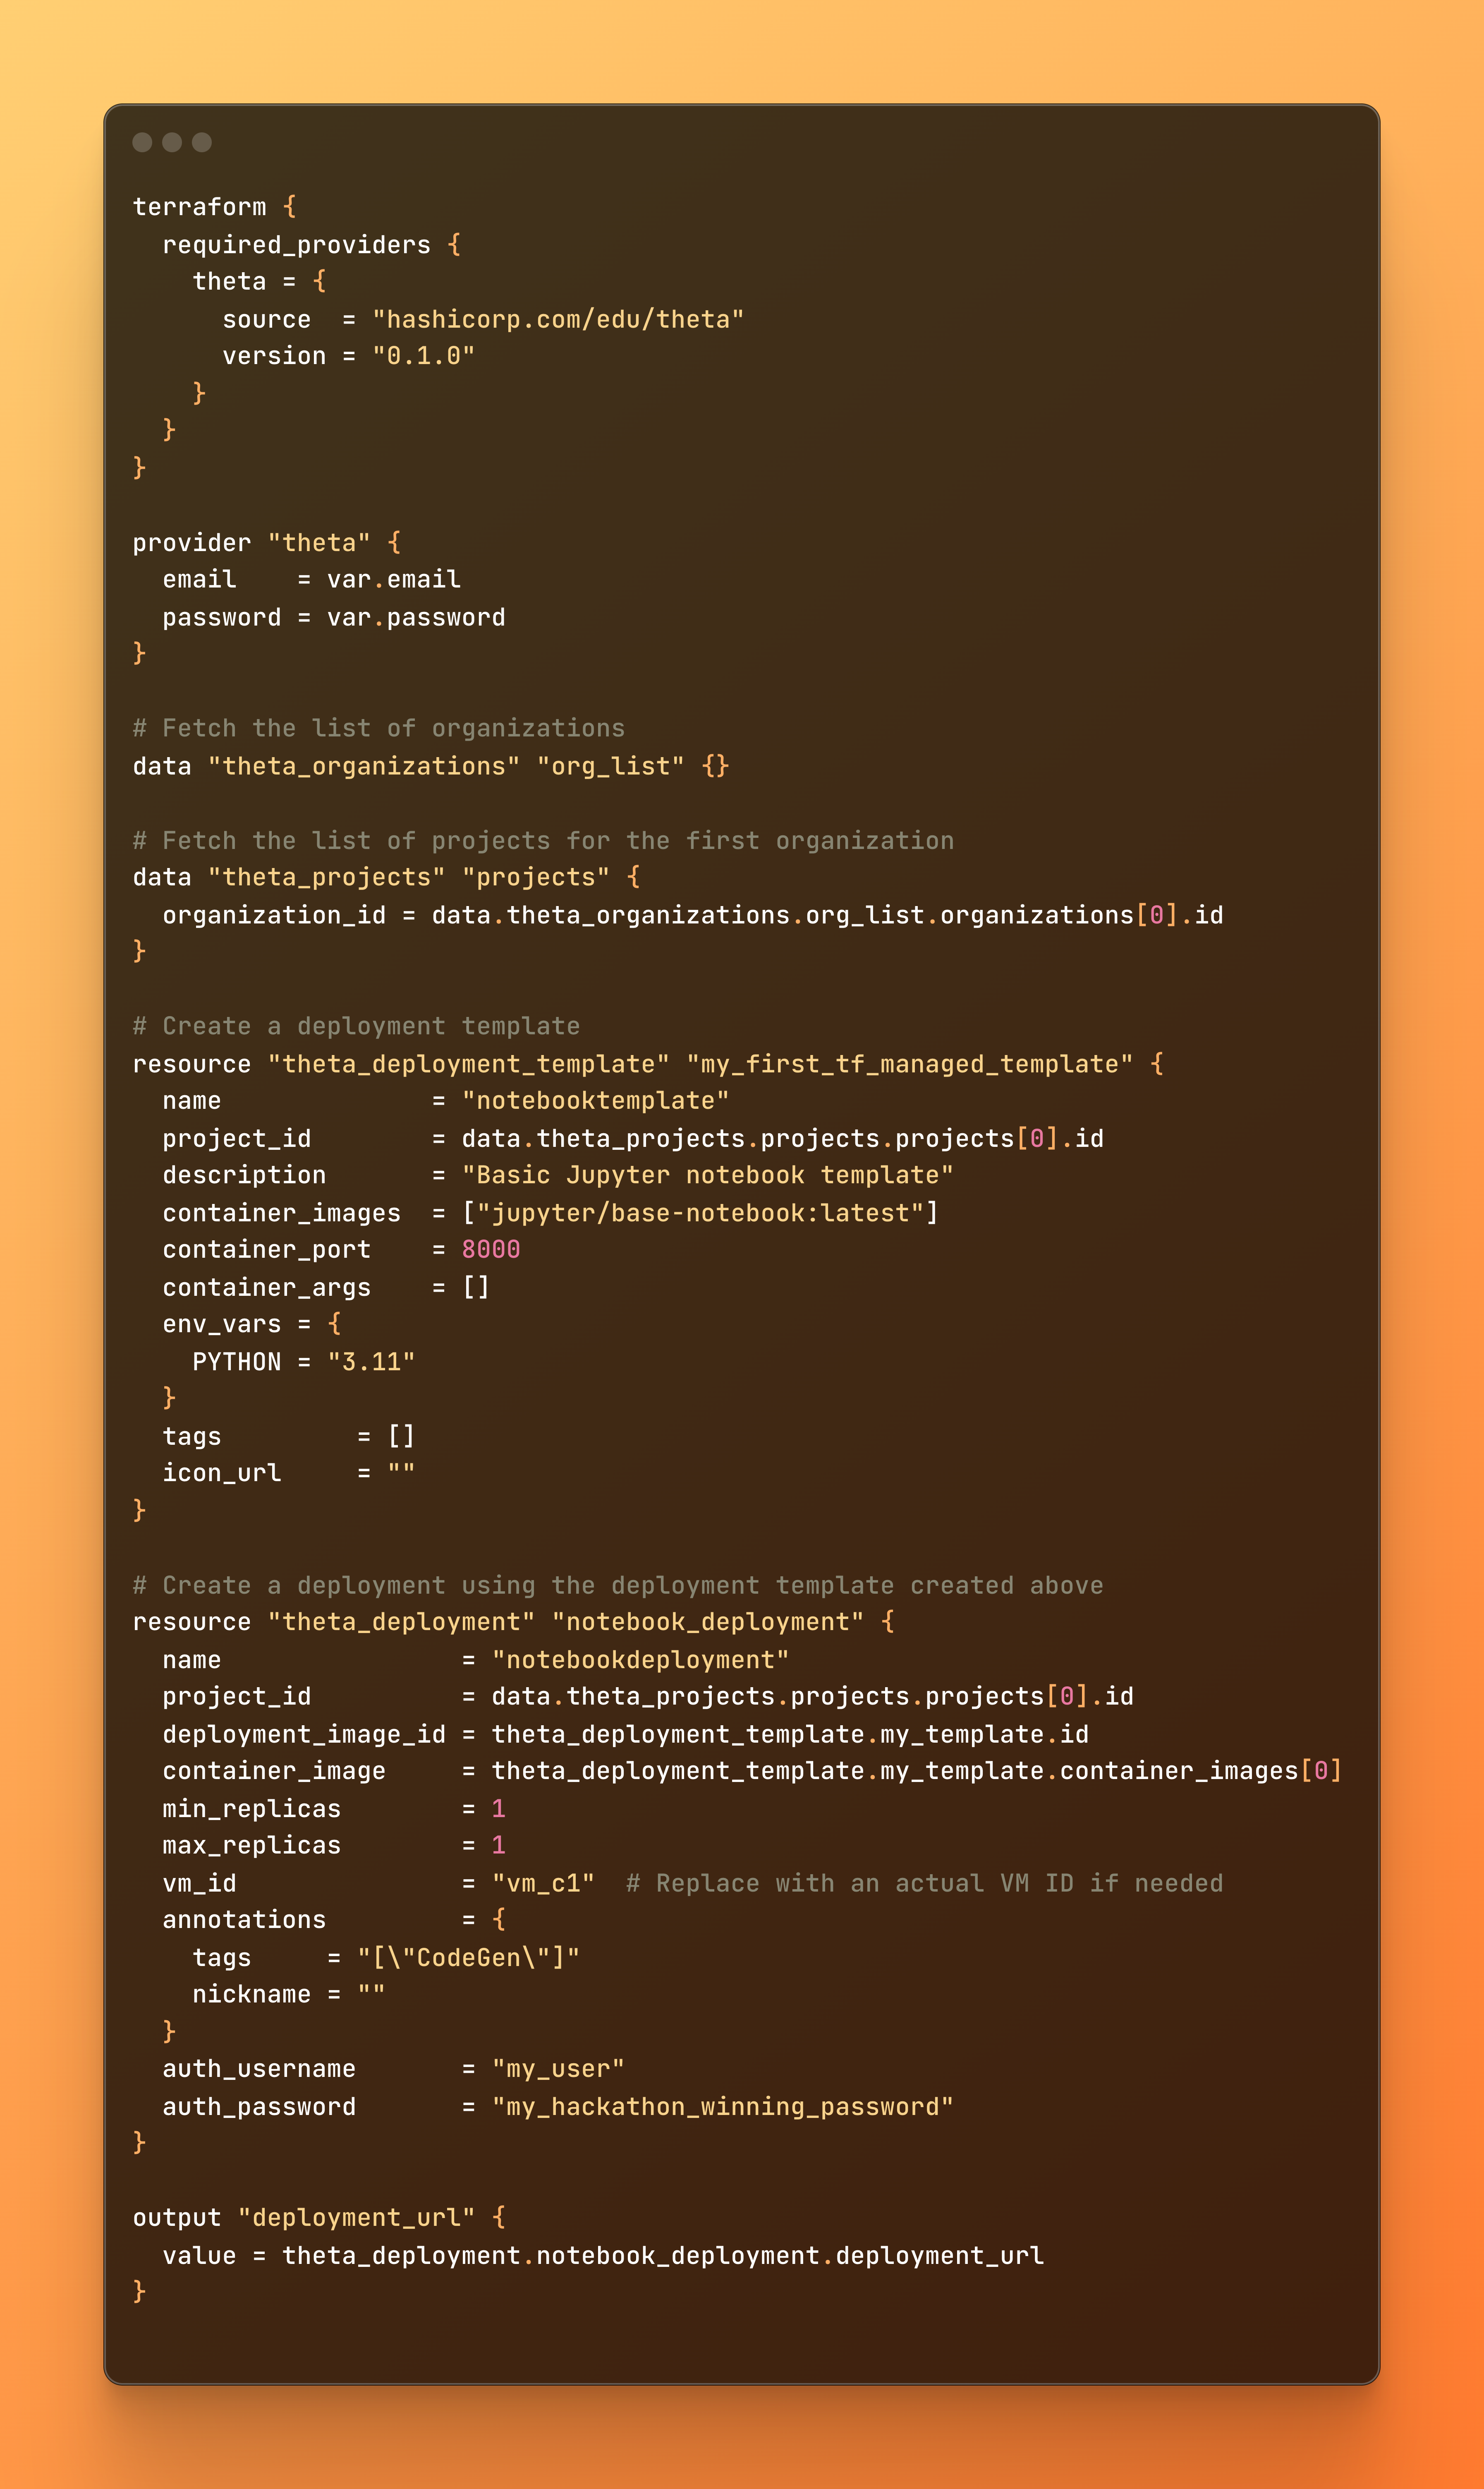 terraform {
  required_providers {
    theta = {
      source  = "hashicorp.com/edu/theta"
      version = "0.1.0"
    }
  }
}

provider "theta" {
  email    = var.email
  password = var.password
}

# Fetch the list of organizations
data "theta_organizations" "org_list" {}

# Fetch the list of projects for the first organization
data "theta_projects" "projects" {
  organization_id = data.theta_organizations.org_list.organizations[0].id
}

# Create a deployment template
resource "theta_deployment_template" "my_first_tf_managed_template" {
  name              = "notebooktemplate"
  project_id        = data.theta_projects.projects.projects[0].id
  description       = "Basic Jupyter notebook template"
  container_images  = ["jupyter/base-notebook:latest"]
  container_port    = 8000
  container_args    = []
  env_vars = {
    PYTHON = "3.11"
  }
  tags         = []
  icon_url     = ""
}

# Create a deployment using the deployment template created above
resource "theta_deployment" "notebook_deployment" {
  name                = "notebookdeployment"
  project_id          = data.theta_projects.projects.projects[0].id
  deployment_image_id = theta_deployment_template.my_template.id
  container_image     = theta_deployment_template.my_template.container_images[0]
  min_replicas        = 1
  max_replicas        = 1
  vm_id               = "vm_c1"  # Replace with an actual VM ID if needed
  annotations         = {
    tags     = "[\"CodeGen\"]"
    nickname = ""
  }
  auth_username       = "my_user"
  auth_password       = "my_hackathon_winning_password"
}

output "deployment_url" {
  value = theta_deployment.notebook_deployment.deployment_url
}